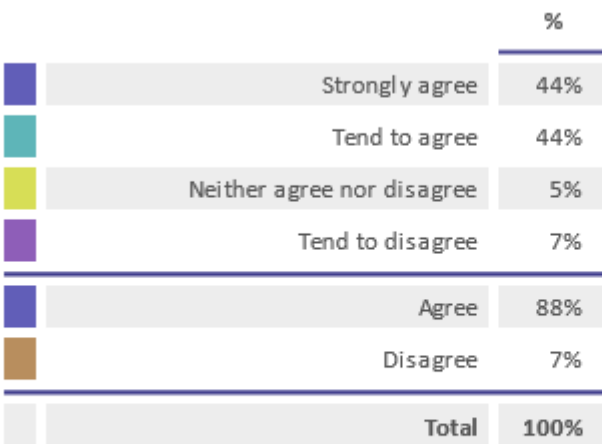 %
Strongly agree 44%
Tend to agree 44%
Neither agree nor disagree 5%
Tend to disagree 7%
Agree 88%
Disagree 7%
Total 100%